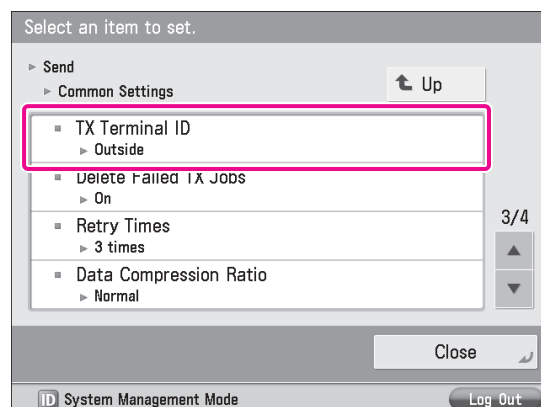 Select an item to set.
Send
Up
Common Settings
TX Terminal ID
Outside
Delete Failed TX Jobs
On
3/4
Retry Times
3 times
Data Compression Ratio
Normal
Close
ID System Management Mode
Log Out